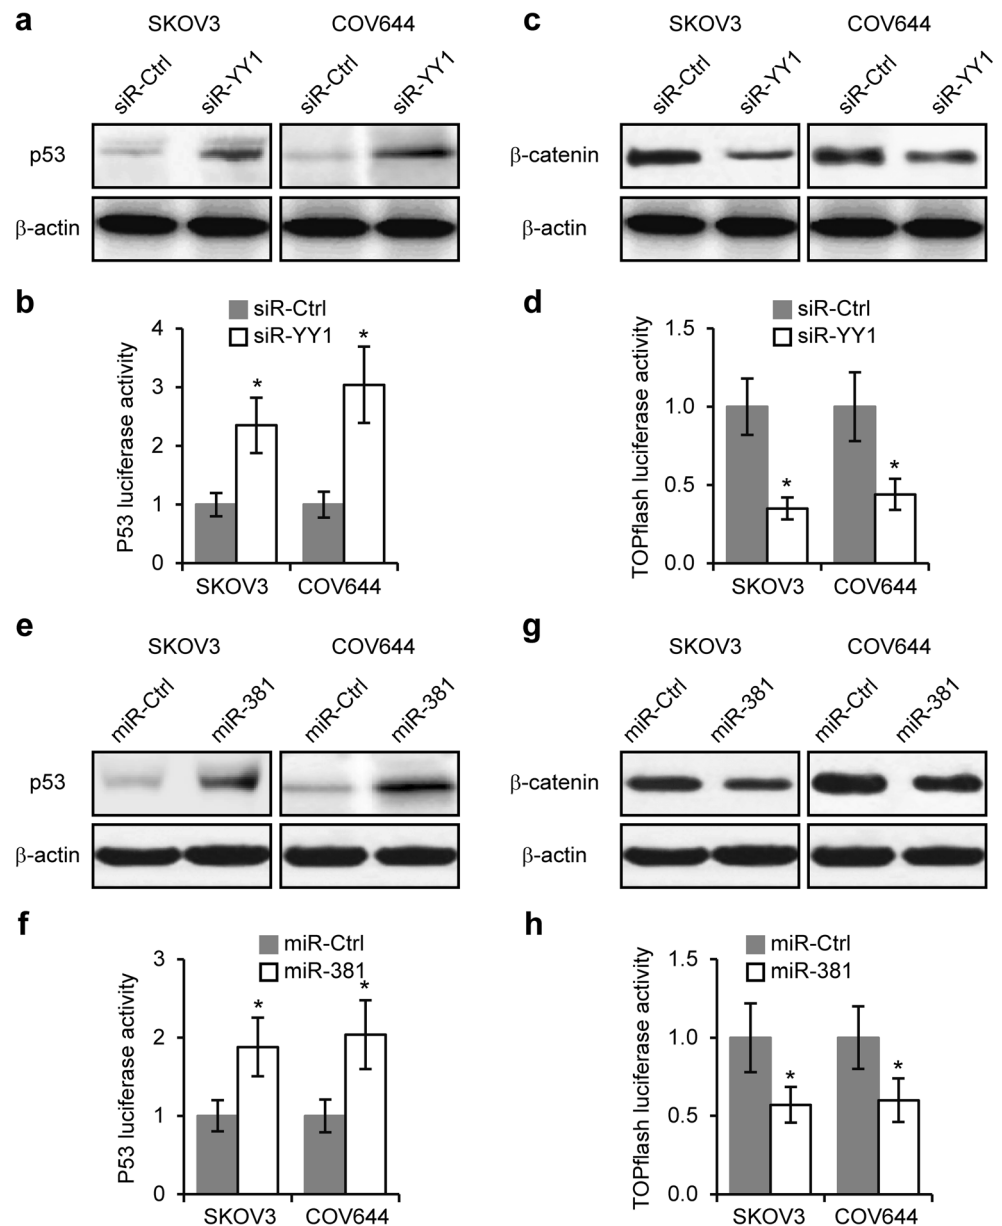 a
SKOV3 COV644
siR-Ctrl siR-YY1 siR-Ctrl siR-YY1
p53
β-actin
b
siR-Ctrl
siR-YY1
P53 luciferase activity
4
3
2
1
0
* *
SKOV3 COV644
c
SKOV3 COV644
siR-Ctrl siR-YY1 siR-Ctrl siR-YY1
β-catenin
β-actin
d
siR-Ctrl
siR-YY1
TOPflash luciferase activity
1.5
1.0
0.5
0.0
* *
SKOV3 COV644
e
SKOV3 COV644
miR-Ctrl miR-381 miR-Ctrl miR-381
p53
β-actin
f
miR-Ctrl
miR-381
P53 luciferase activity
3
2
1
0
* *
SKOV3 COV644
g
SKOV3 COV644
miR-Ctrl miR-381 miR-Ctrl miR-381
β-catenin
β-actin
h
miR-Ctrl
miR-381
TOPflash luciferase activity
1.5
1.0
0.5
0.0
* *
SKOV3 COV644